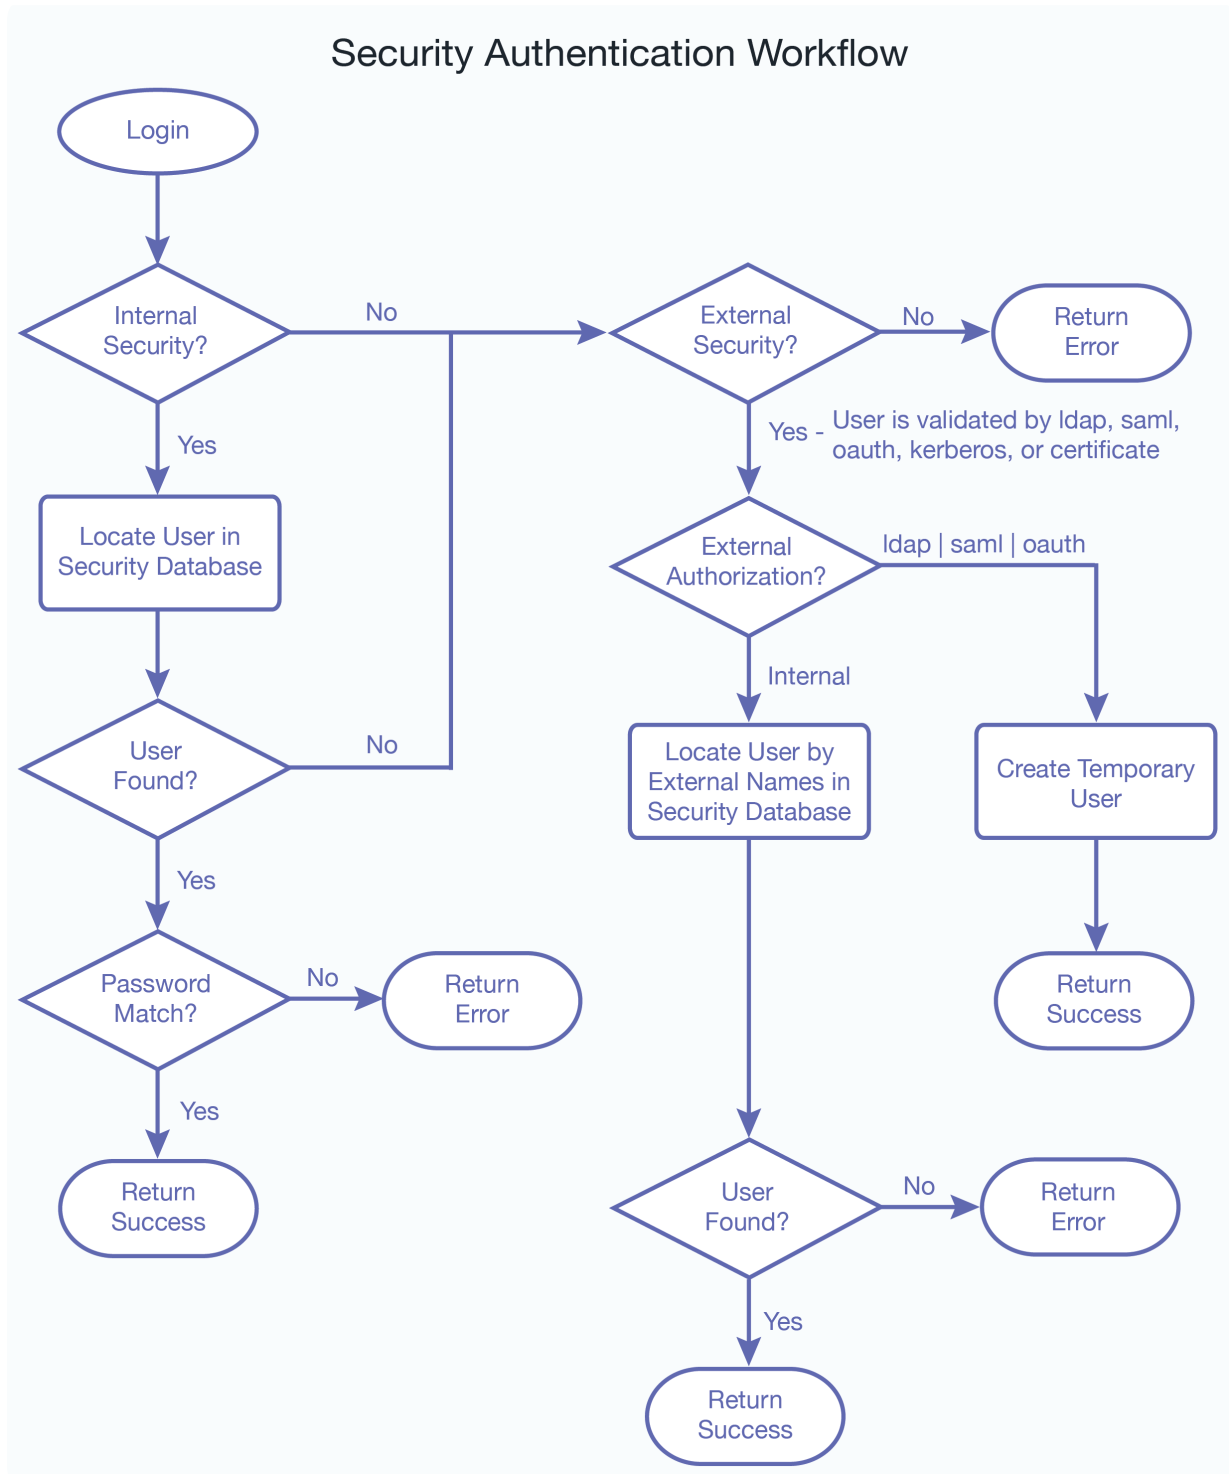 Security Authentication Workflow
Login
Internal
Security?
No
External
Security?
No
Return
Error
Yes
Yes -
User is validated by ldap, saml,
oauth, kerberos, or certificate
Locate User in
Security Database
External
Authorization?
ldap | saml | oauth
Internal
User
Found?
No
Locate User by
External Names in
Security Database
Create Temporary
User
Yes
Password
Match?
No
Return
Error
Return
Success
Yes
Return
Success
User
Found?
No
Return
Error
Yes
Return
Success